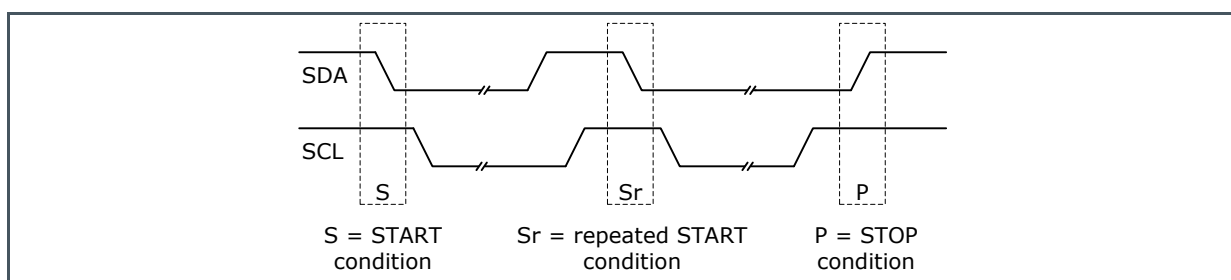 SDA
SCL
S
Sr
P
S = START
condition
Sr = repeated START
condition
P = STOP
condition